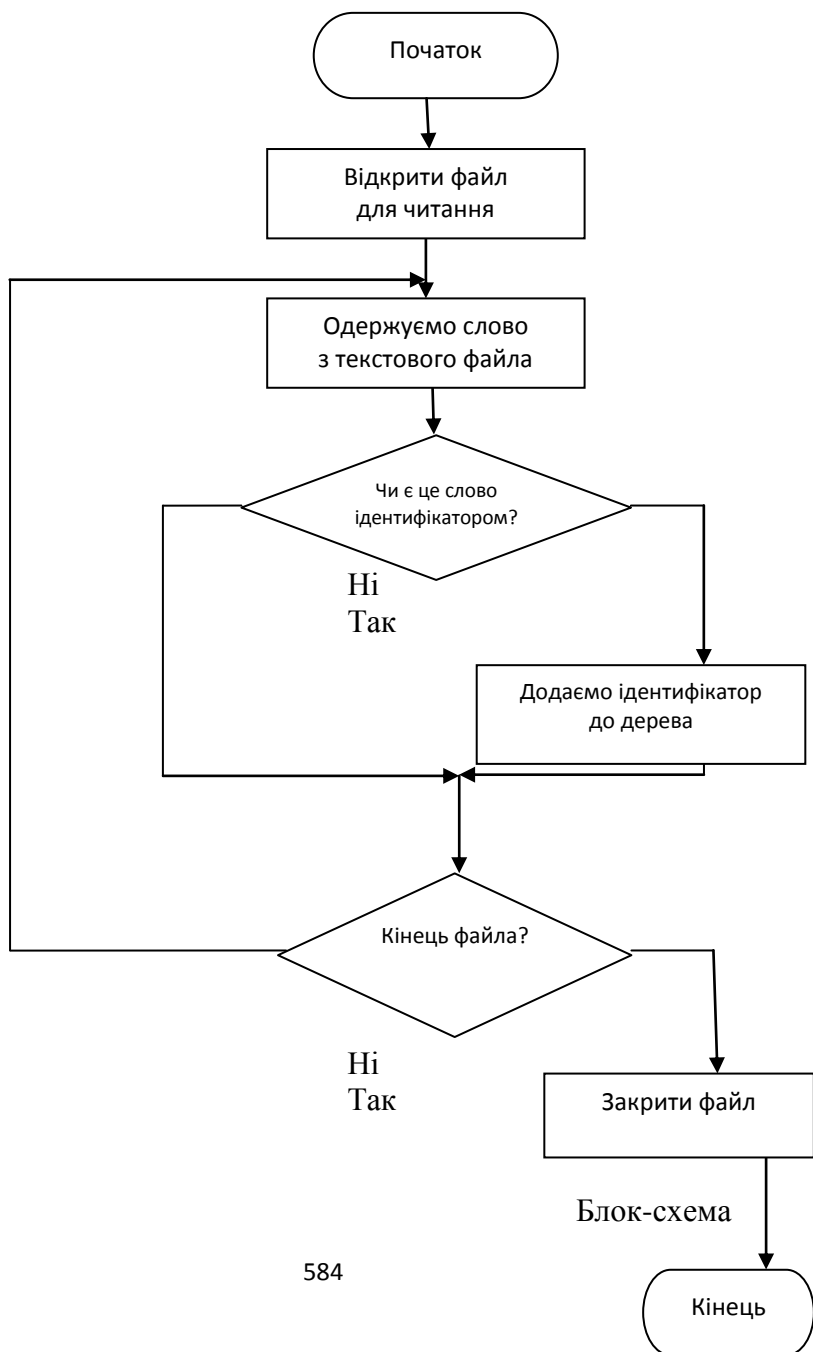 Початок
Відкрити файл
для читання
Одержуємо слово
з текстового файла
Чи є це слово
ідентифікатором?
Ні
Так
Додаємо ідентифікатор
до дерева
Кінець файла?
Ні
Так
Закрити файл
Блок-схема
584
Кінець